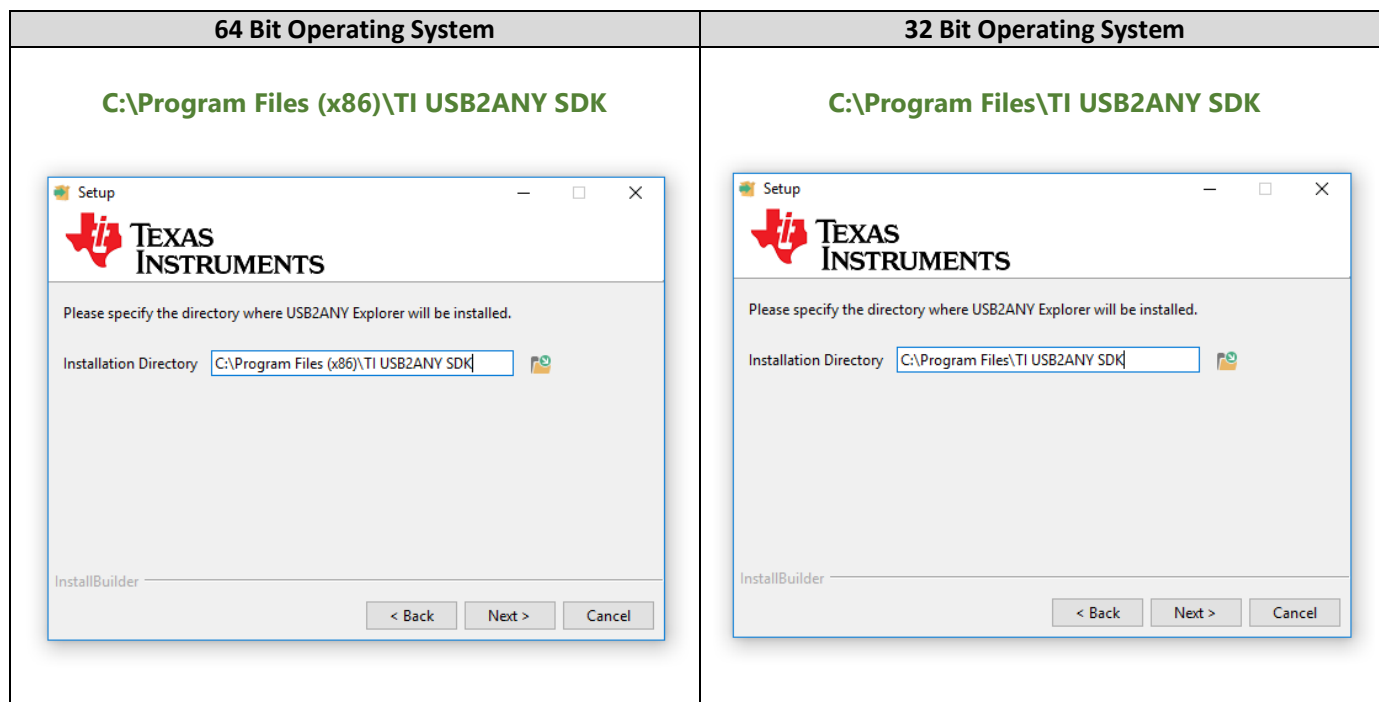 64 Bit Operating System
32 Bit Operating System
C:\Program Files (x86)\TI USB2ANY SDK
Setup
TEXAS
INSTRUMENTS
Please specify the directory where USB2ANY Explorer will be installed.
Installation Directory C:\Program Files (x86)\TI USB2ANY SDK
InstallBuilder
< Back Next > Cancel
C:\Program Files\TI USB2ANY SDK
Setup
TEXAS
INSTRUMENTS
Please specify the directory where USB2ANY Explorer will be installed.
Installation Directory C:\Program Files\TI USB2ANY SDK
InstallBuilder
< Back Next > Cancel